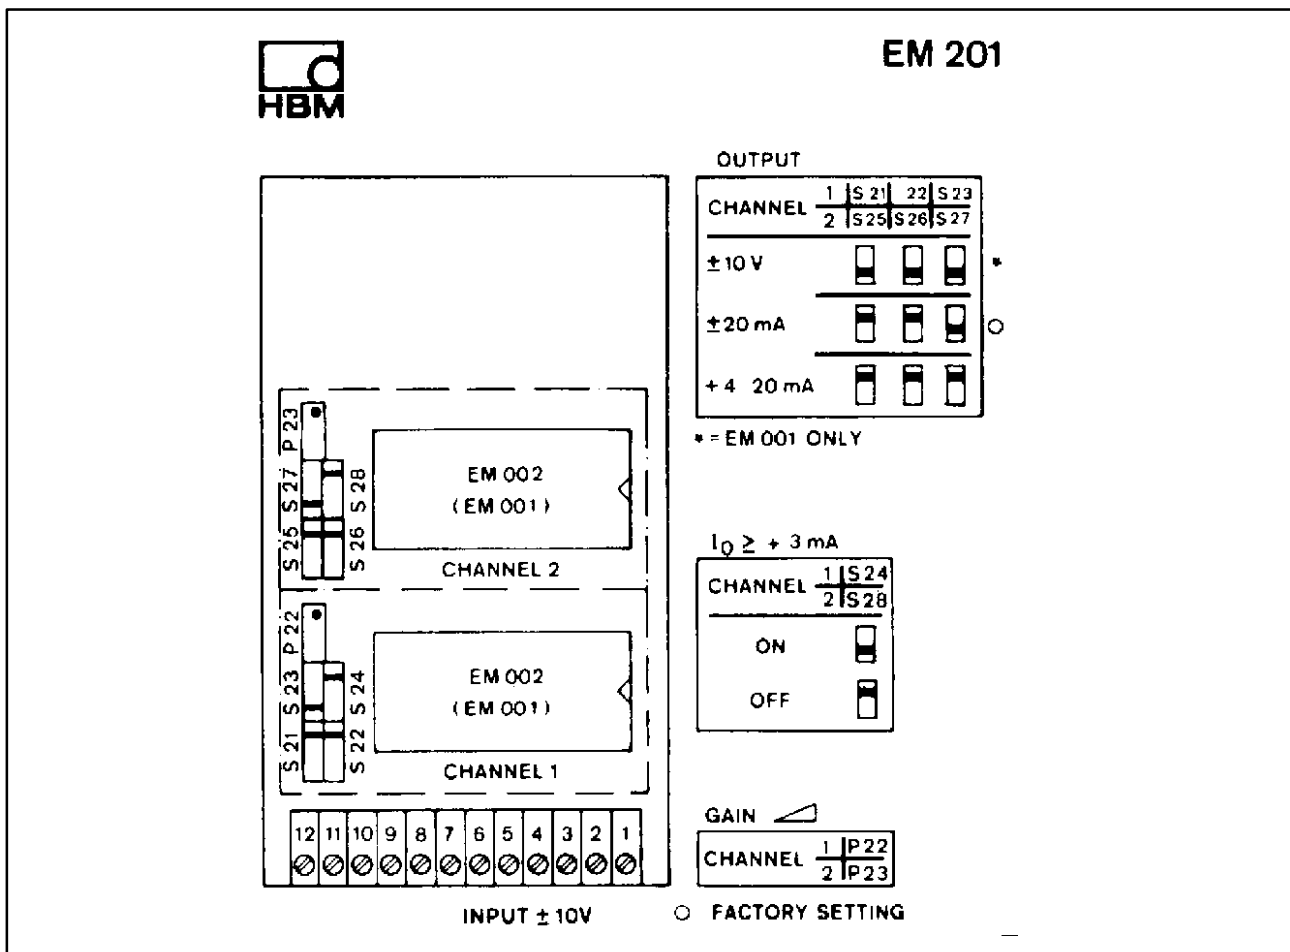 HBM
EM 201
OUTPUT
CHANNEL 1 S 21 22 S 23
2 S 25 S 26 S 27
± 10 V *
± 20 mA ○
+ 4 20 mA
* = EM 001 ONLY
P 23
S 27 S 28
S 25 S 26
EM 002
(EM 001)
CHANNEL 2
P 22
S 23 S 24
S 21 S 22
EM 002
(EM 001)
CHANNEL 1
I₀ ≥ + 3 mA
CHANNEL 1 S 24
2 S 28
ON
OFF
12 11 10 9 8 7 6 5 4 3 2 1
INPUT ± 10V
GAIN
CHANNEL 1 P 22
2 P 23
○ FACTORY SETTING